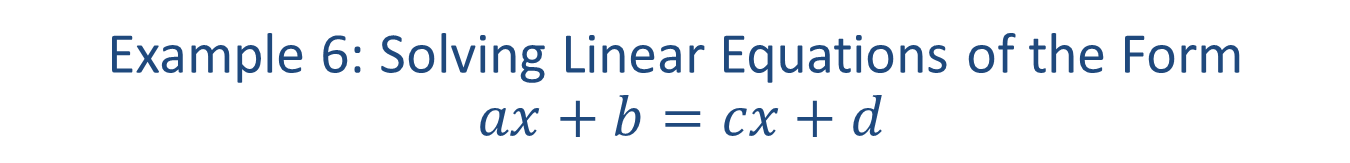 Example 6: Solving Linear Equations of the Form
ax + b = cx + d